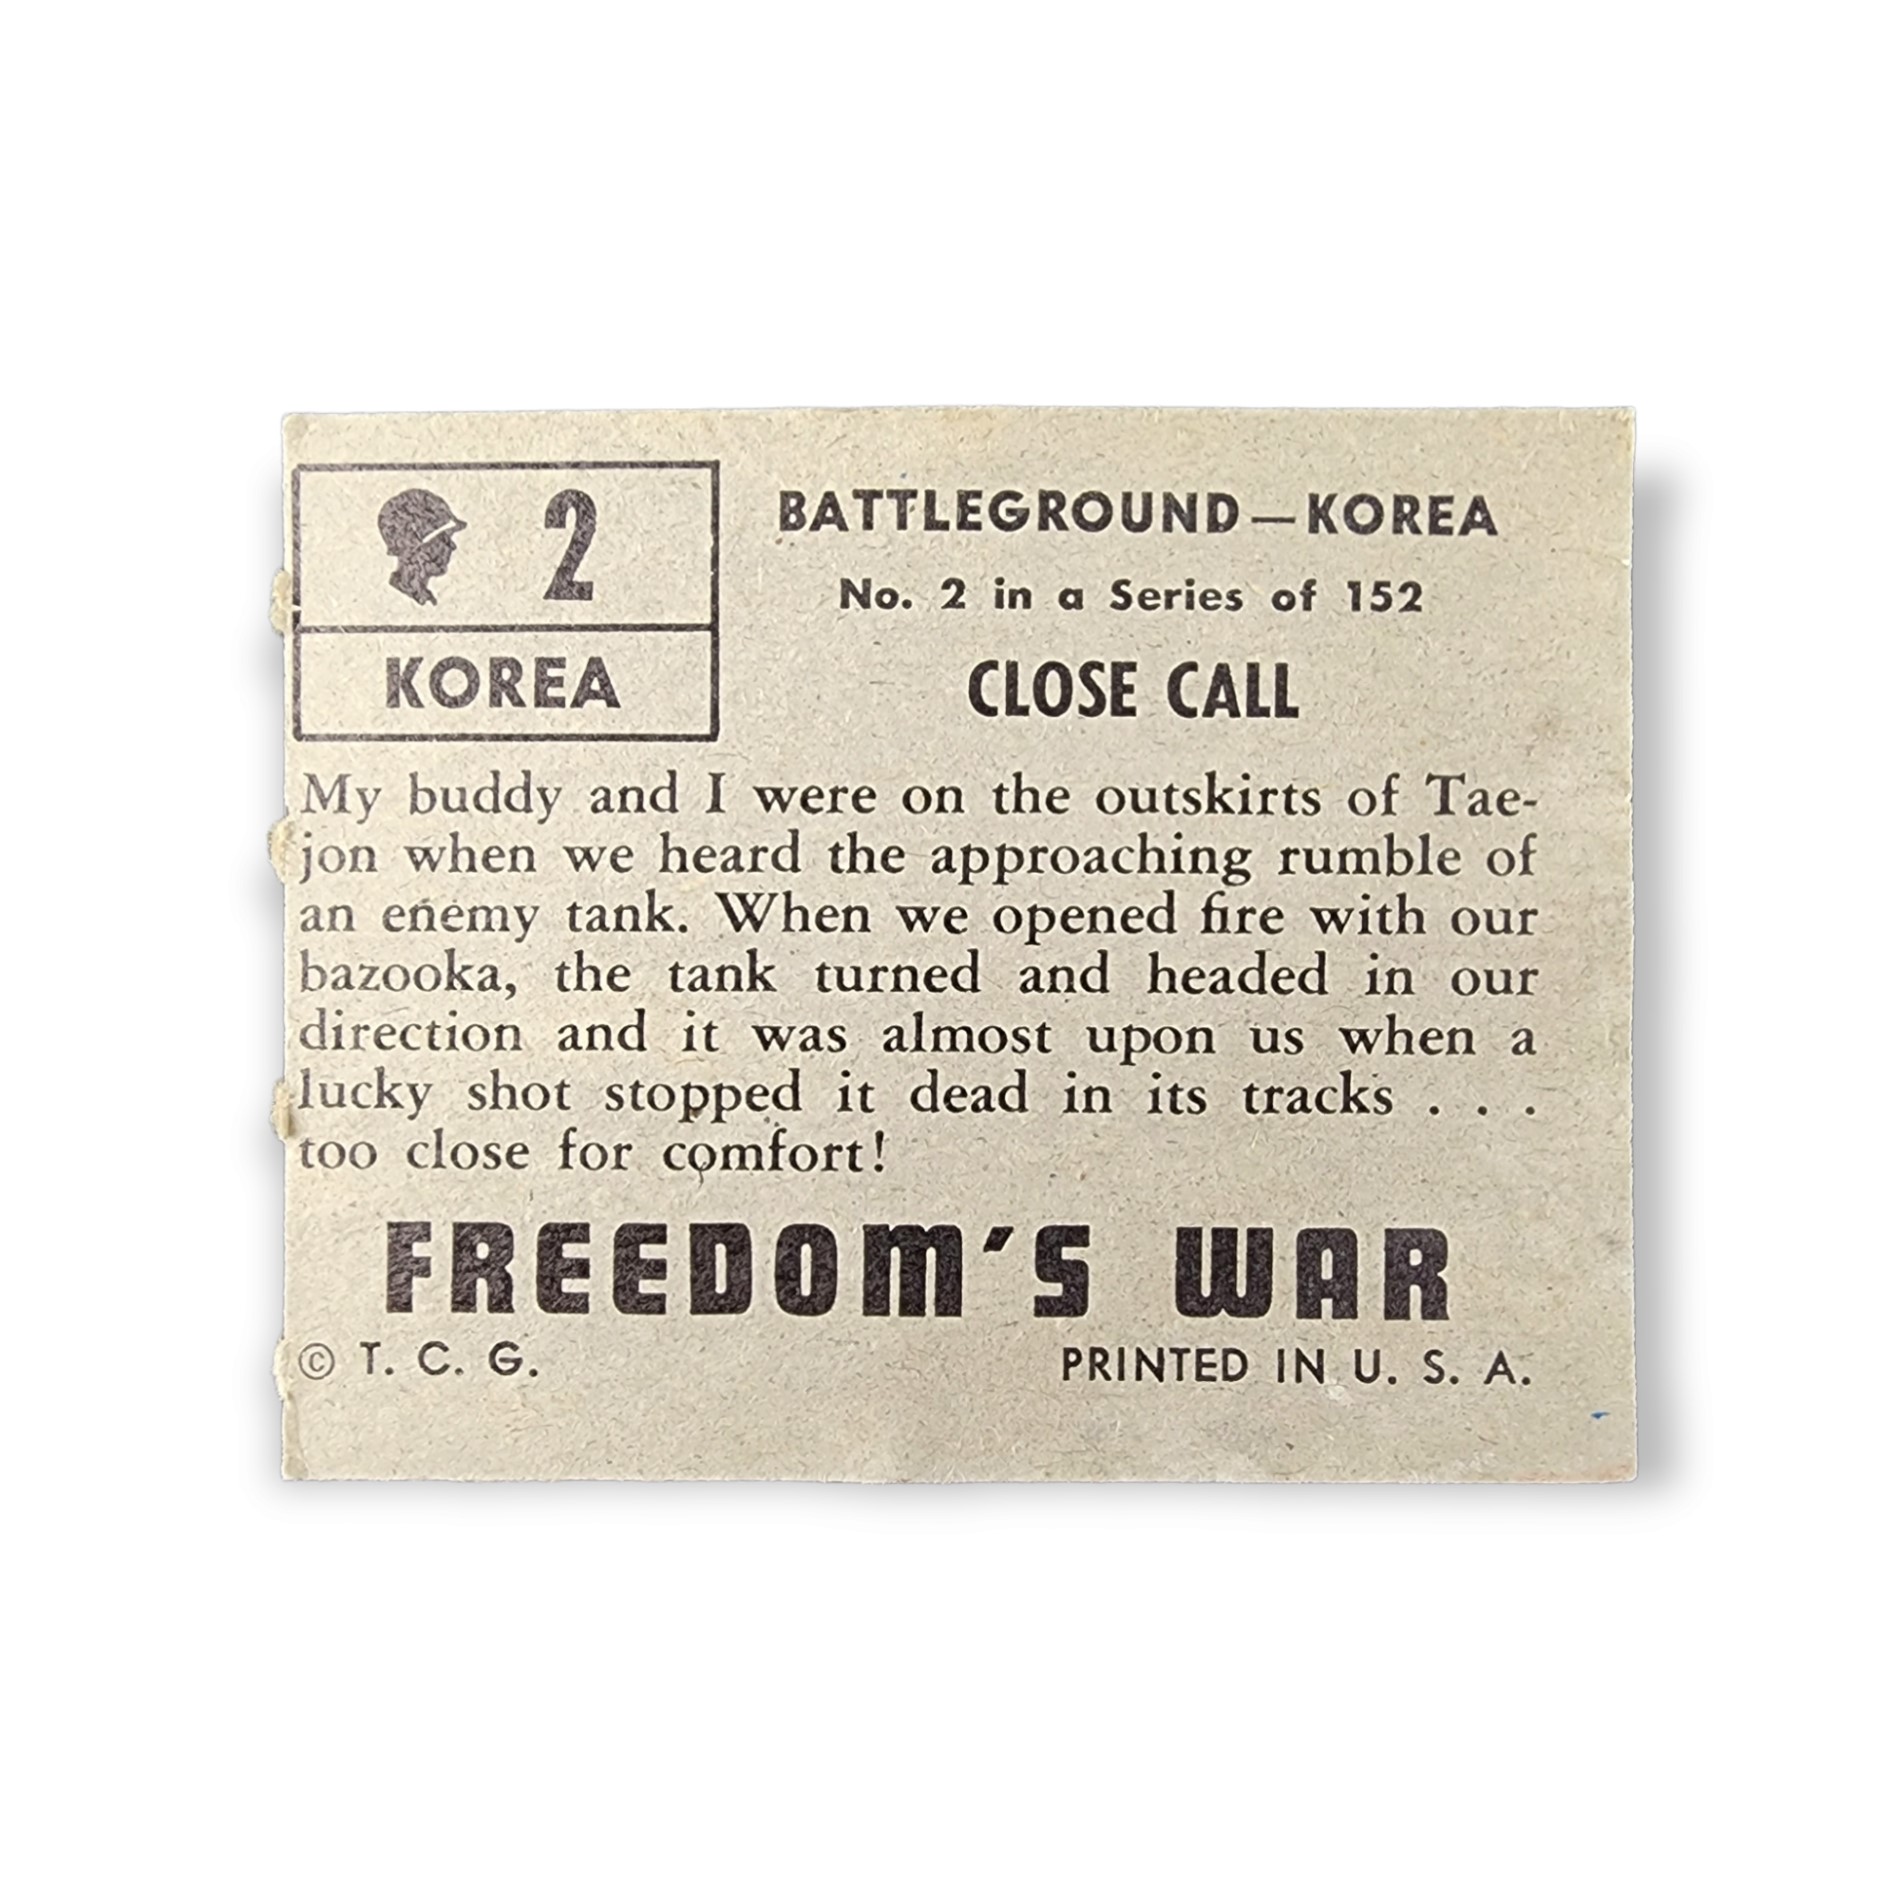 2
KOREA
BATTLEGROUND—KOREA
No. 2 in a Series of 152
CLOSE CALL
My buddy and I were on the outskirts of Tae-
jon when we heard the approaching rumble of
an enemy tank. When we opened fire with our
bazooka, the tank turned and headed in our
direction and it was almost upon us when a
lucky shot stopped it dead in its tracks . . .
too close for comfort!
FREEDOM'S WAR
© T. C. G.
PRINTED IN U. S. A.